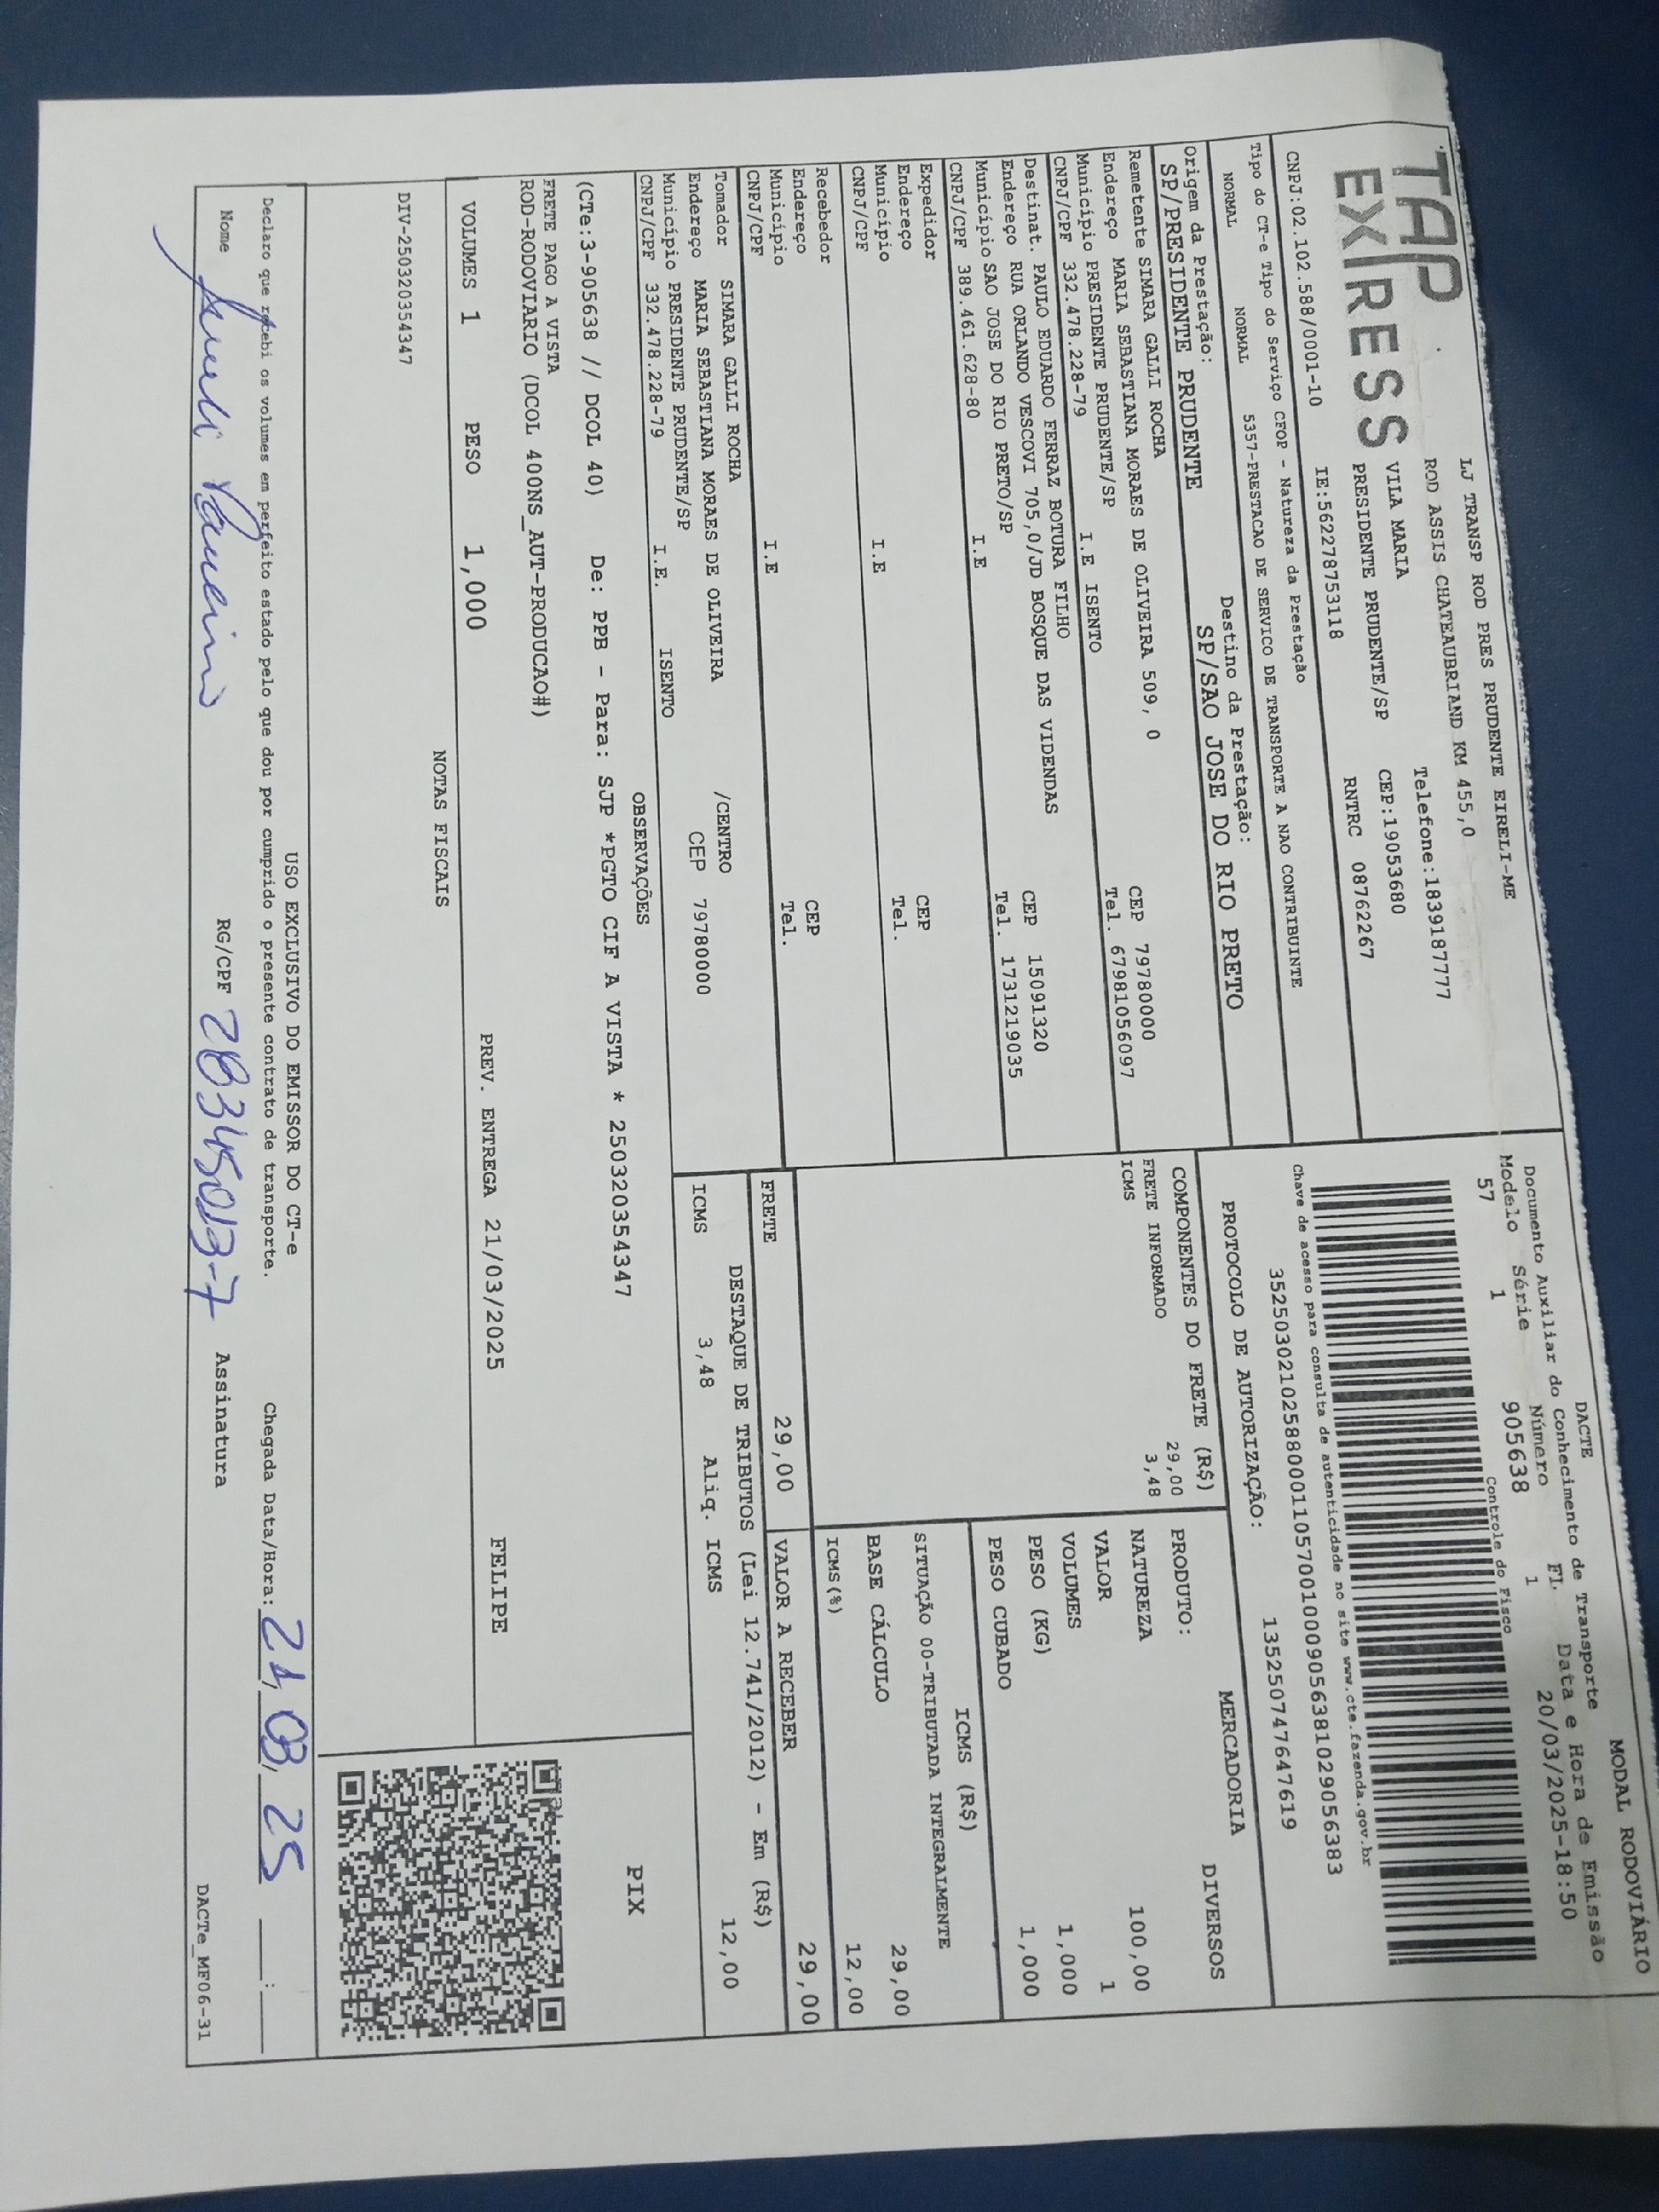 TAP
EXPRESS
LJ TRANSP ROD PRES PRUDENTE EIRELI-ME
ROD ASSIS CHATEAUBRIAND KM 455,0
VILA MARIA Telefone:1839187777
PRESIDENTE PRUDENTE/SP CEP:19053680
CNPJ:02.102.588/0001-10 IE:562278753118 RNTRC 08762267
Tipo do CT-e Tipo do Serviço CFOP - Natureza da Prestação
NORMAL NORMAL 5357-PRESTACAO DE SERVICO DE TRANSPORTE A NAO CONTRIBUINTE
Origem da Prestação: Destino da Prestação:
SP/PRESIDENTE PRUDENTE SP/SAO JOSE DO RIO PRETO
Remetente SIMARA GALLI ROCHA
Endereço MARIA SEBASTIANA MORAES DE OLIVEIRA 509, 0 CEP 79780000
Município PRESIDENTE PRUDENTE/SP Tel. 67981056097
CNPJ/CPF 332.478.228-79 I.E ISENTO
Destinat. PAULO EDUARDO FERRAZ BOTURA FILHO
Endereço RUA ORLANDO VESCOVI 705,0/JD BOSQUE DAS VIDENDAS CEP 15091320
Município SAO JOSE DO RIO PRETO/SP Tel. 1731219035
CNPJ/CPF 389.461.628-80 I.E
Expedidor
Endereço CEP
Município Tel.
CNPJ/CPF I.E
Recebedor
Endereço CEP
Município Tel.
CNPJ/CPF I.E
Tomador SIMARA GALLI ROCHA
Endereço MARIA SEBASTIANA MORAES DE OLIVEIRA /CENTRO
Município PRESIDENTE PRUDENTE/SP CEP 79780000
CNPJ/CPF 332.478.228-79 I.E. ISENTO
MODAL RODOVIÁRIO
DACTE
Documento Auxiliar do Conhecimento de Transporte
Modelo Série Número Fl. Data e Hora de Emissão
57 1 905638 1 20/03/2025-18:50
Controle do Fisco
Chave de acesso para consulta de autenticidade no site www.cte.fazenda.gov.br
35250302102588000110570010009056381029056383
PROTOCOLO DE AUTORIZAÇÃO: 135250747647619
COMPONENTES DO FRETE (R$)
FRETE INFORMADO 29,00
ICMS 3,48
MERCADORIA
PRODUTO: DIVERSOS
NATUREZA
VALOR 100,00
VOLUMES 1
PESO (KG) 1,000
PESO CUBADO 1,000
ICMS (R$)
SITUAÇÃO 00-TRIBUTADA INTEGRALMENTE
BASE CÁLCULO 29,00
ICMS(%) 12,00
FRETE 29,00 VALOR A RECEBER 29,00
DESTAQUE DE TRIBUTOS (Lei 12.741/2012) - Em (R$)
ICMS 3,48 Aliq. ICMS 12,00
OBSERVAÇÕES
(CTe:3-905638 // DCOL 40) De: PPB - Para: SJP *PGTO CIF A VISTA * 250320354347
FRETE PAGO A VISTA
ROD-RODOVIARIO (DCOL 400NS_AUT-PRODUCAO#)
PIX
VOLUMES 1 PESO 1,000 PREV. ENTREGA 21/03/2025 FELIPE
NOTAS FISCAIS
DIV-250320354347
USO EXCLUSIVO DO EMISSOR DO CT-e
Declaro que recebi os volumes em perfeito estado pelo que dou por cumprido o presente contrato de transporte. Chegada Data/Hora: 21/03/25 :
Nome RG/CPF 28345013-7 Assinatura
DACTe_MF06-31